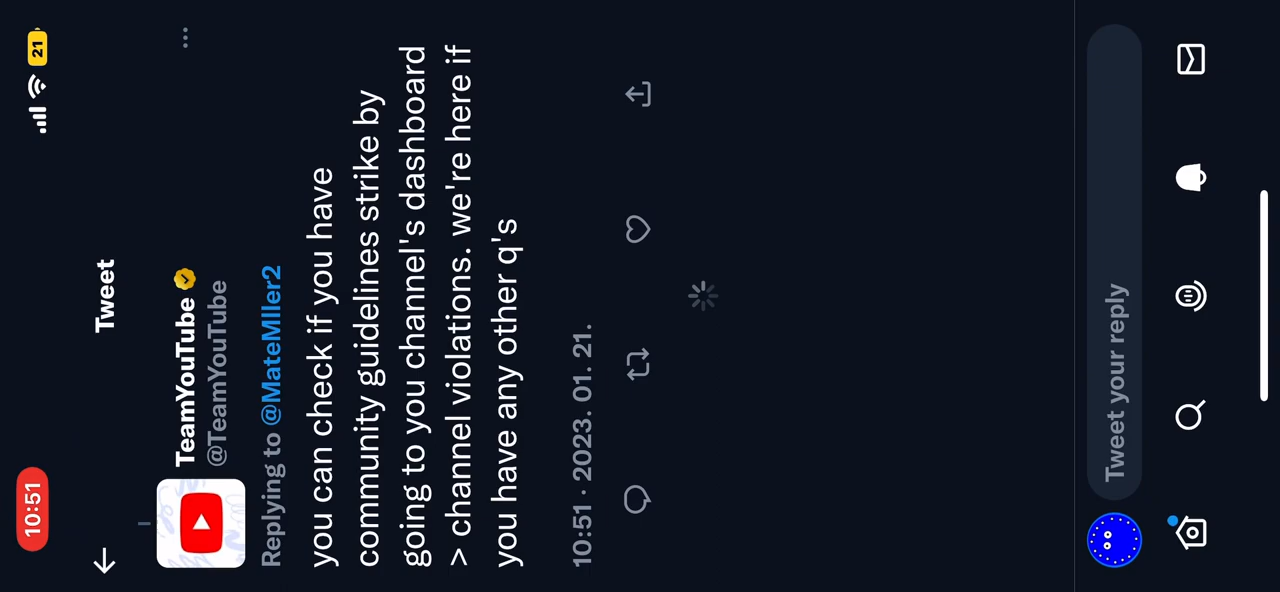 10:51
21
Tweet
TeamYouTube
@TeamYouTube
Replying to @MateMller2
you can check if you have
community guidelines strike by
going to you channel's dashboard
> channel violations. we're here if
you have any other q's
10:51 · 2023. 01. 21.
Tweet your reply